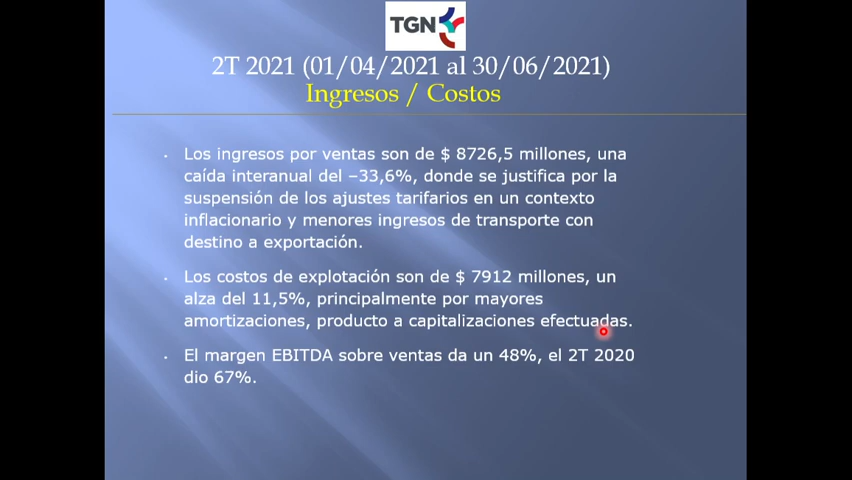 TGN
2T 2021 (01/04/2021 al 30/06/2021)
Ingresos / Costos
• Los ingresos por ventas son de $ 8726,5 millones, una
caída interanual del –33,6%, donde se justifica por la
suspensión de los ajustes tarifarios en un contexto
inflacionario y menores ingresos de transporte con
destino a exportación.
• Los costos de explotación son de $ 7912 millones, un
alza del 11,5%, principalmente por mayores
amortizaciones, producto a capitalizaciones efectuadas.
• El margen EBITDA sobre ventas da un 48%, el 2T 2020
dio 67%.